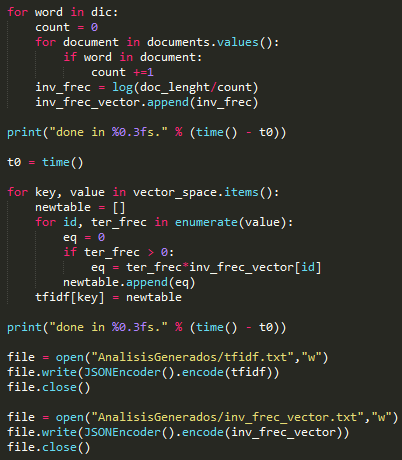 for word in dic:
    count = 0
    for document in documents.values():
        if word in document:
            count +=1
    inv_frec = log(doc_lenght/count)
    inv_frec_vector.append(inv_frec)

print("done in %0.3fs." % (time() - t0))

t0 = time()

for key, value in vector_space.items():
    newtable = []
    for id, ter_frec in enumerate(value):
        eq = 0
        if ter_frec > 0:
            eq = ter_frec*inv_frec_vector[id]
        newtable.append(eq)
    tfidf[key] = newtable

print("done in %0.3fs." % (time() - t0))

file = open("AnalisisGenerados/tfidf.txt","w")
file.write(JSONEncoder().encode(tfidf))
file.close()

file = open("AnalisisGenerados/inv_frec_vector.txt","w")
file.write(JSONEncoder().encode(inv_frec_vector))
file.close()